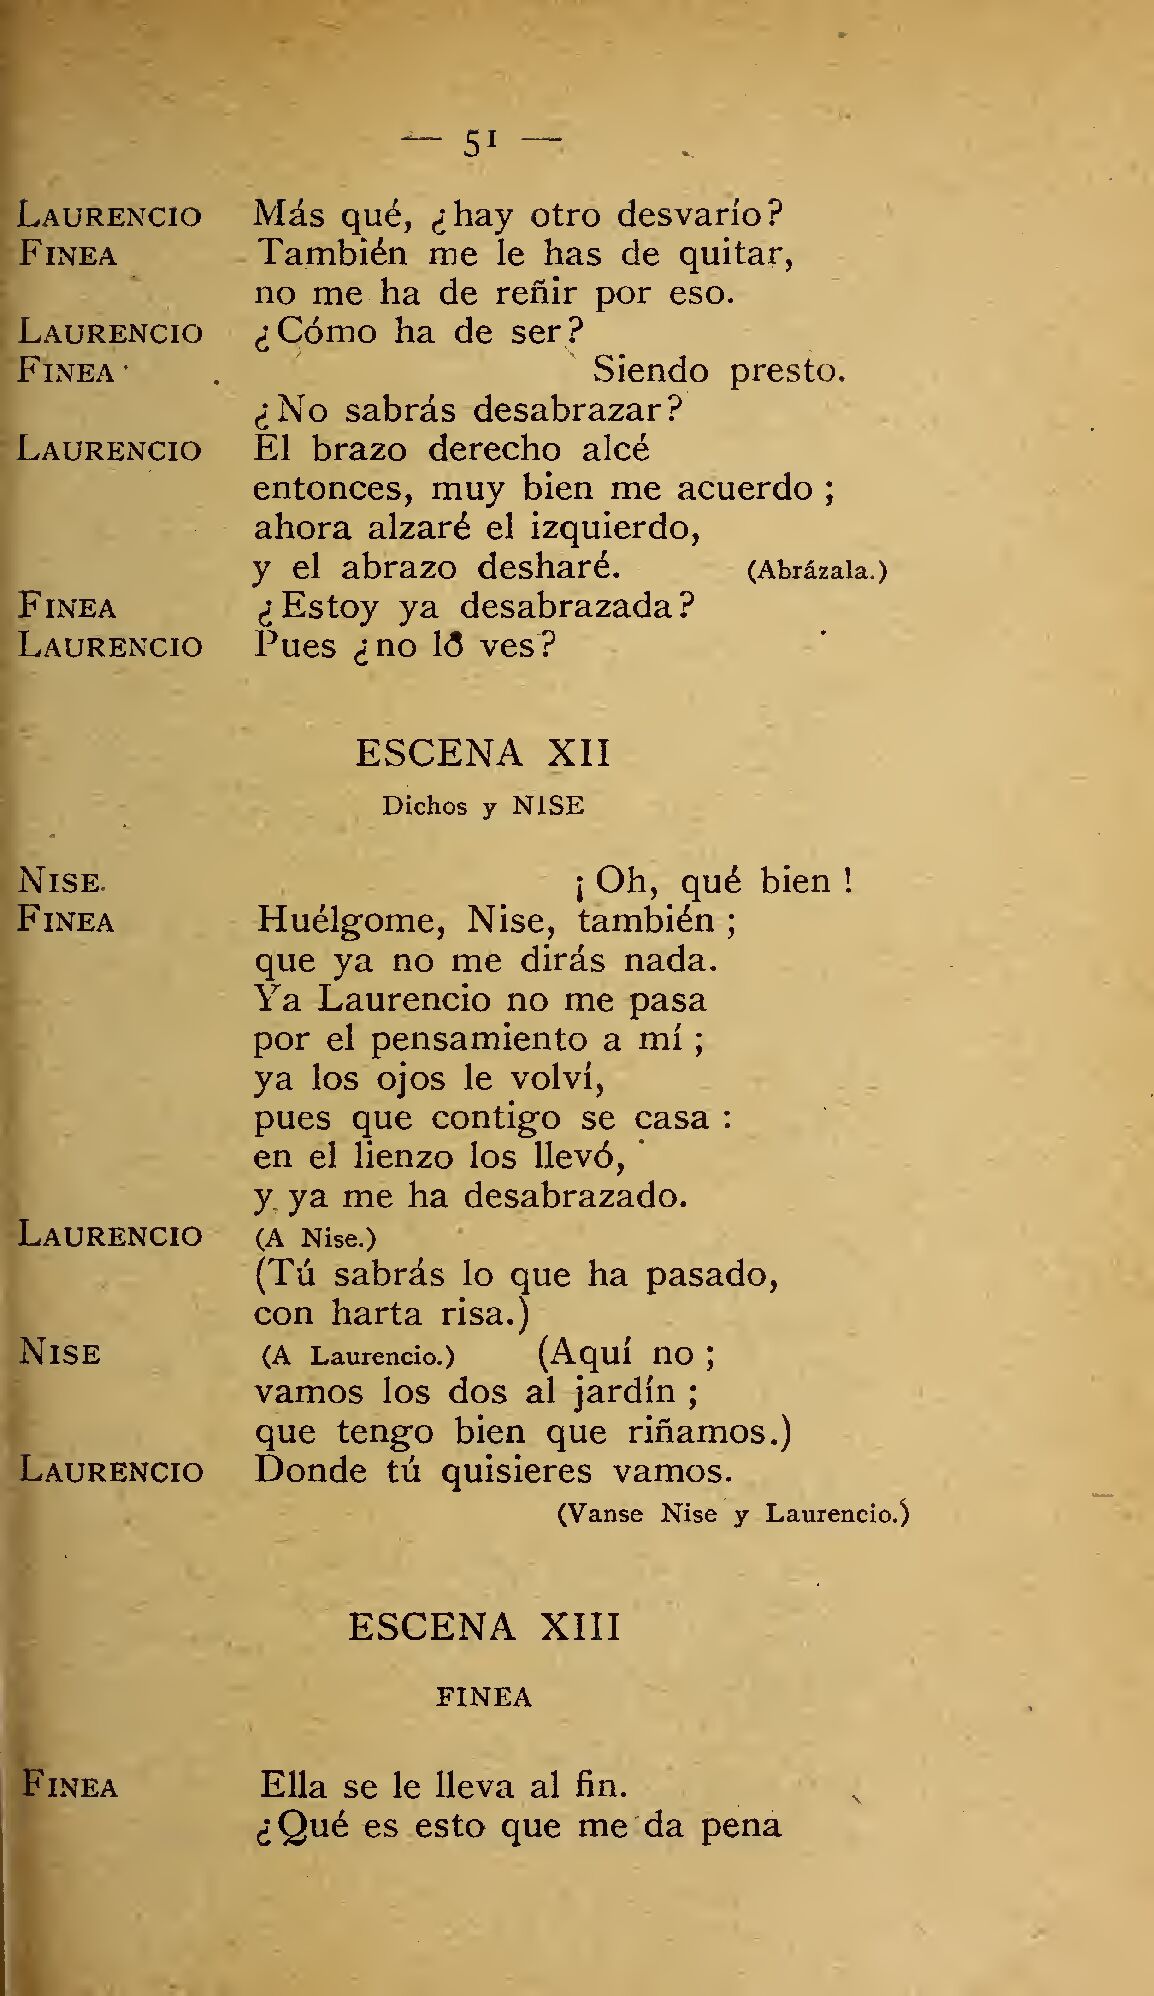 — 51 —
LAURENCIO Más qué, ¿hay otro desvarío?
FINEA También me le has de quitar,
no me ha de reñir por eso.
LAURENCIO ¿Cómo ha de ser?
FINEA Siendo presto.
¿No sabrás desabrazar?
LAURENCIO El brazo derecho alcé
entonces, muy bien me acuerdo ;
ahora alzaré el izquierdo,
y el abrazo desharé. (Abrázala.)
FINEA ¿Estoy ya desabrazada?
LAURENCIO Pues ¿no lo ves?
ESCENA XII
Dichos y NISE
NISE. ¡Oh, qué bien !
FINEA Huélgome, Nise, también ;
que ya no me dirás nada.
Ya Laurencio no me pasa
por el pensamiento a mí ;
ya los ojos le volví,
pues que contigo se casa :
en el lienzo los llevó,
y ya me ha desabrazado.
LAURENCIO (A Nise.)
(Tú sabrás lo que ha pasado,
con harta risa.)
NISE (A Laurencio.) (Aquí no ;
vamos los dos al jardín ;
que tengo bien que riñamos.)
LAURENCIO Donde tú quisieres vamos.
(Vanse Nise y Laurencio.)
ESCENA XIII
FINEA
FINEA Ella se le lleva al fin.
¿Qué es esto que me da pena